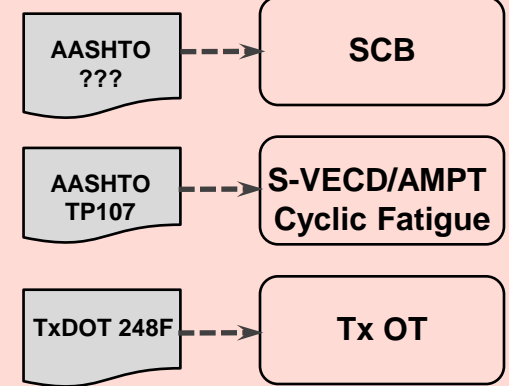 AASHTO
???
SCB
AASHTO
TP107
S-VECD/AMPT
Cyclic Fatigue
TxDOT 248F
Tx OT